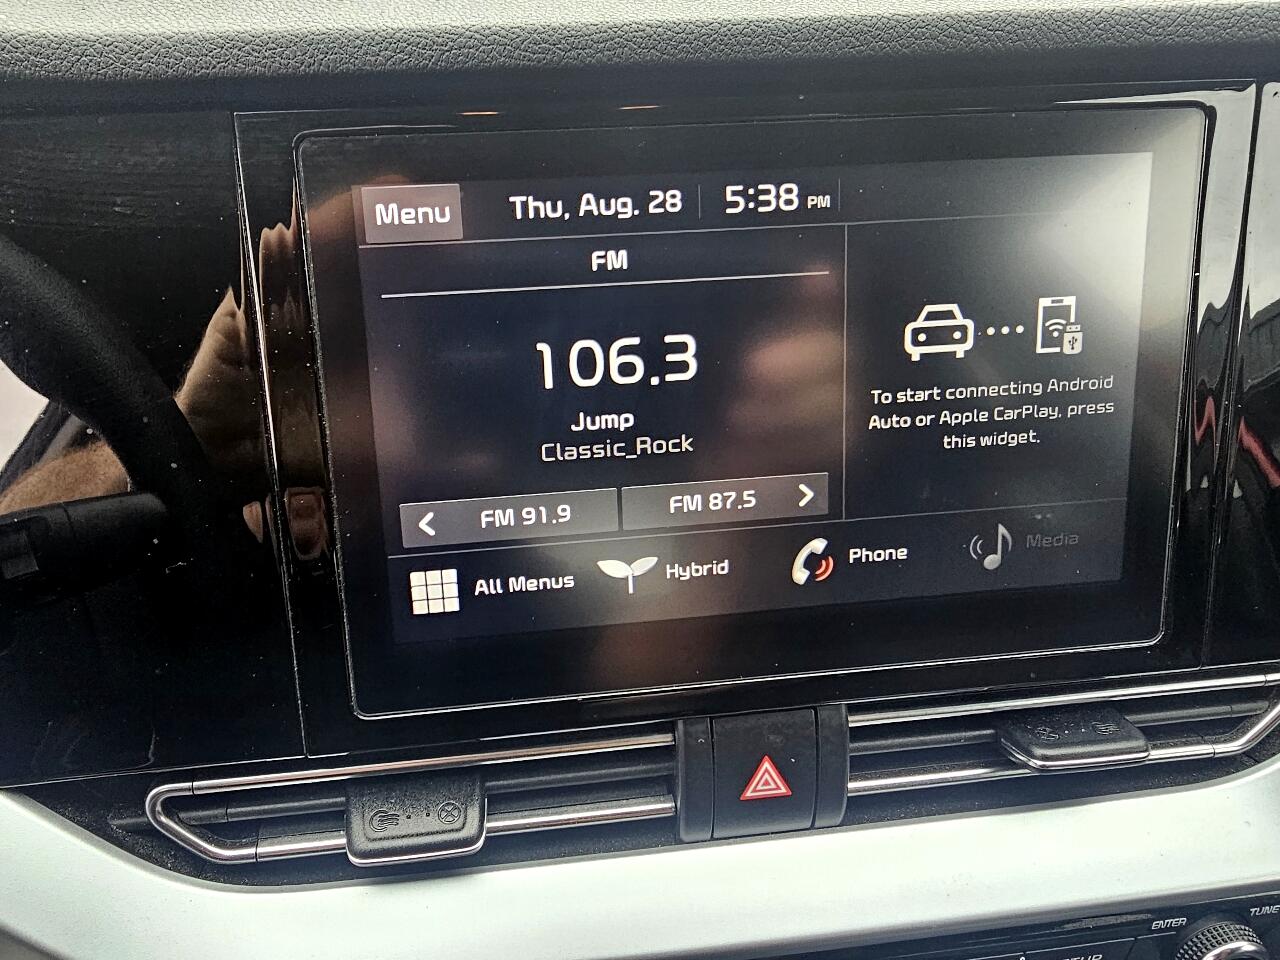 Menu
Thu, Aug. 28
5:38 PM
FM
106.3
Jump
Classic_Rock
FM 91.9
FM 87.5
To start connecting Android
Auto or Apple CarPlay, press
this widget.
All Menus
Hybrid
Phone
Media
ENTER
TUNE